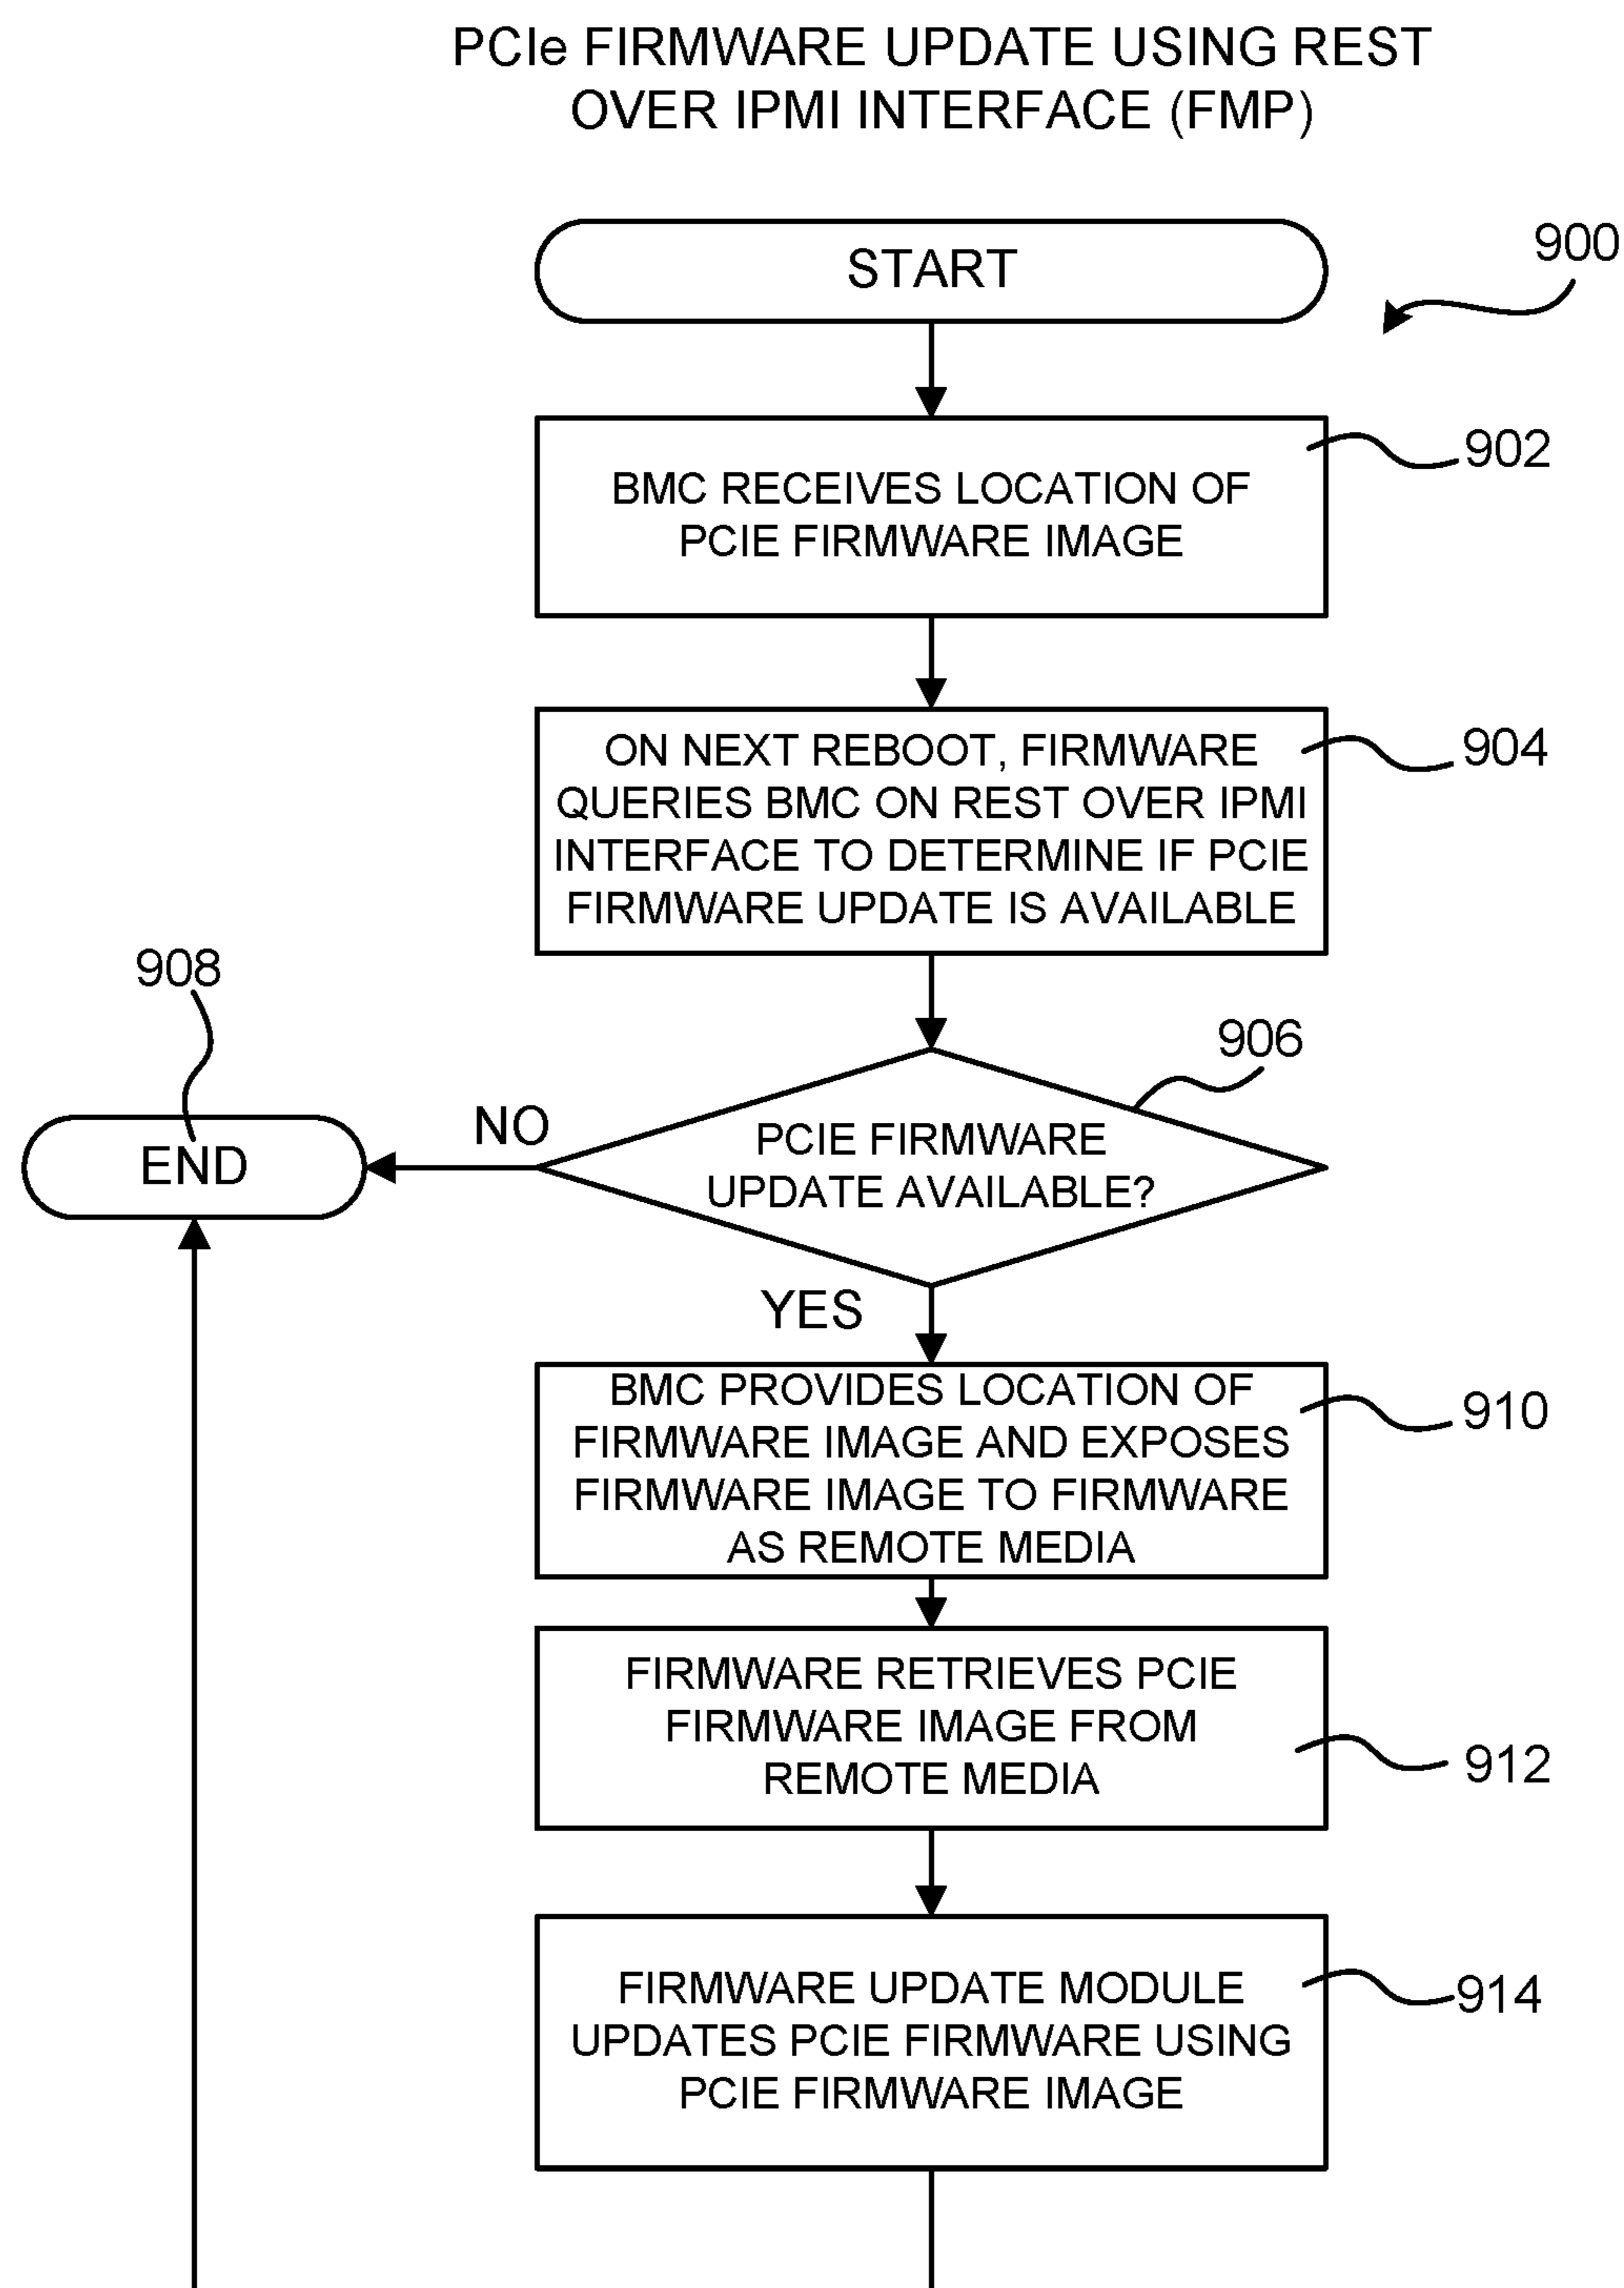 PCIe FIRMWARE UPDATE USING REST
OVER IPMI INTERFACE (FMP)
START
900
BMC RECEIVES LOCATION OF
PCIE FIRMWARE IMAGE
902
ON NEXT REBOOT, FIRMWARE
QUERIES BMC ON REST OVER IPMI
INTERFACE TO DETERMINE IF PCIE
FIRMWARE UPDATE IS AVAILABLE
904
908
END
NO
906
PCIE FIRMWARE
UPDATE AVAILABLE?
YES
BMC PROVIDES LOCATION OF
FIRMWARE IMAGE AND EXPOSES
FIRMWARE IMAGE TO FIRMWARE
AS REMOTE MEDIA
910
FIRMWARE RETRIEVES PCIE
FIRMWARE IMAGE FROM
REMOTE MEDIA
912
FIRMWARE UPDATE MODULE
UPDATES PCIE FIRMWARE USING
PCIE FIRMWARE IMAGE
914